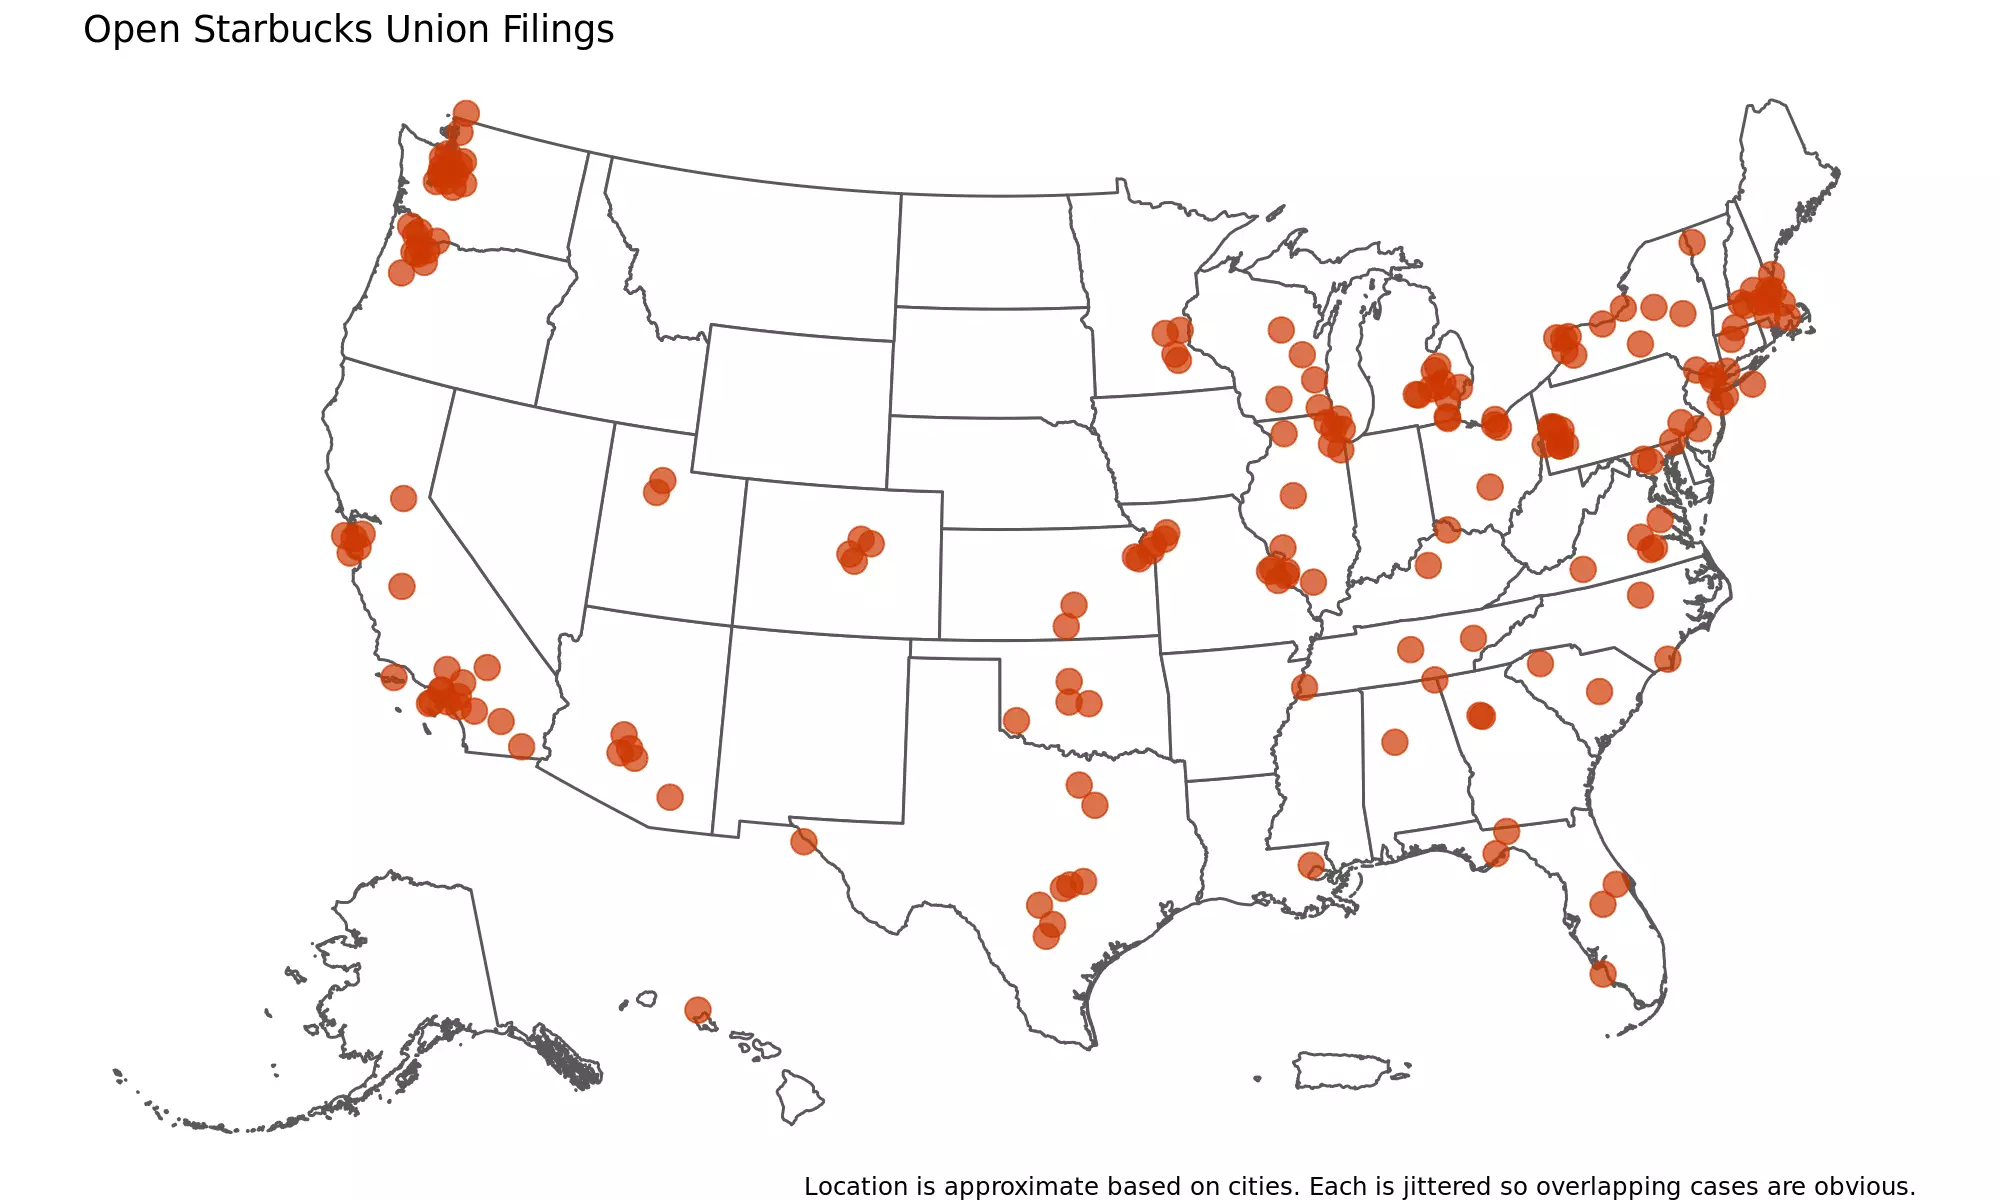 Open Starbucks Union Filings
Location is approximate based on cities. Each is jittered so overlapping cases are obvious.